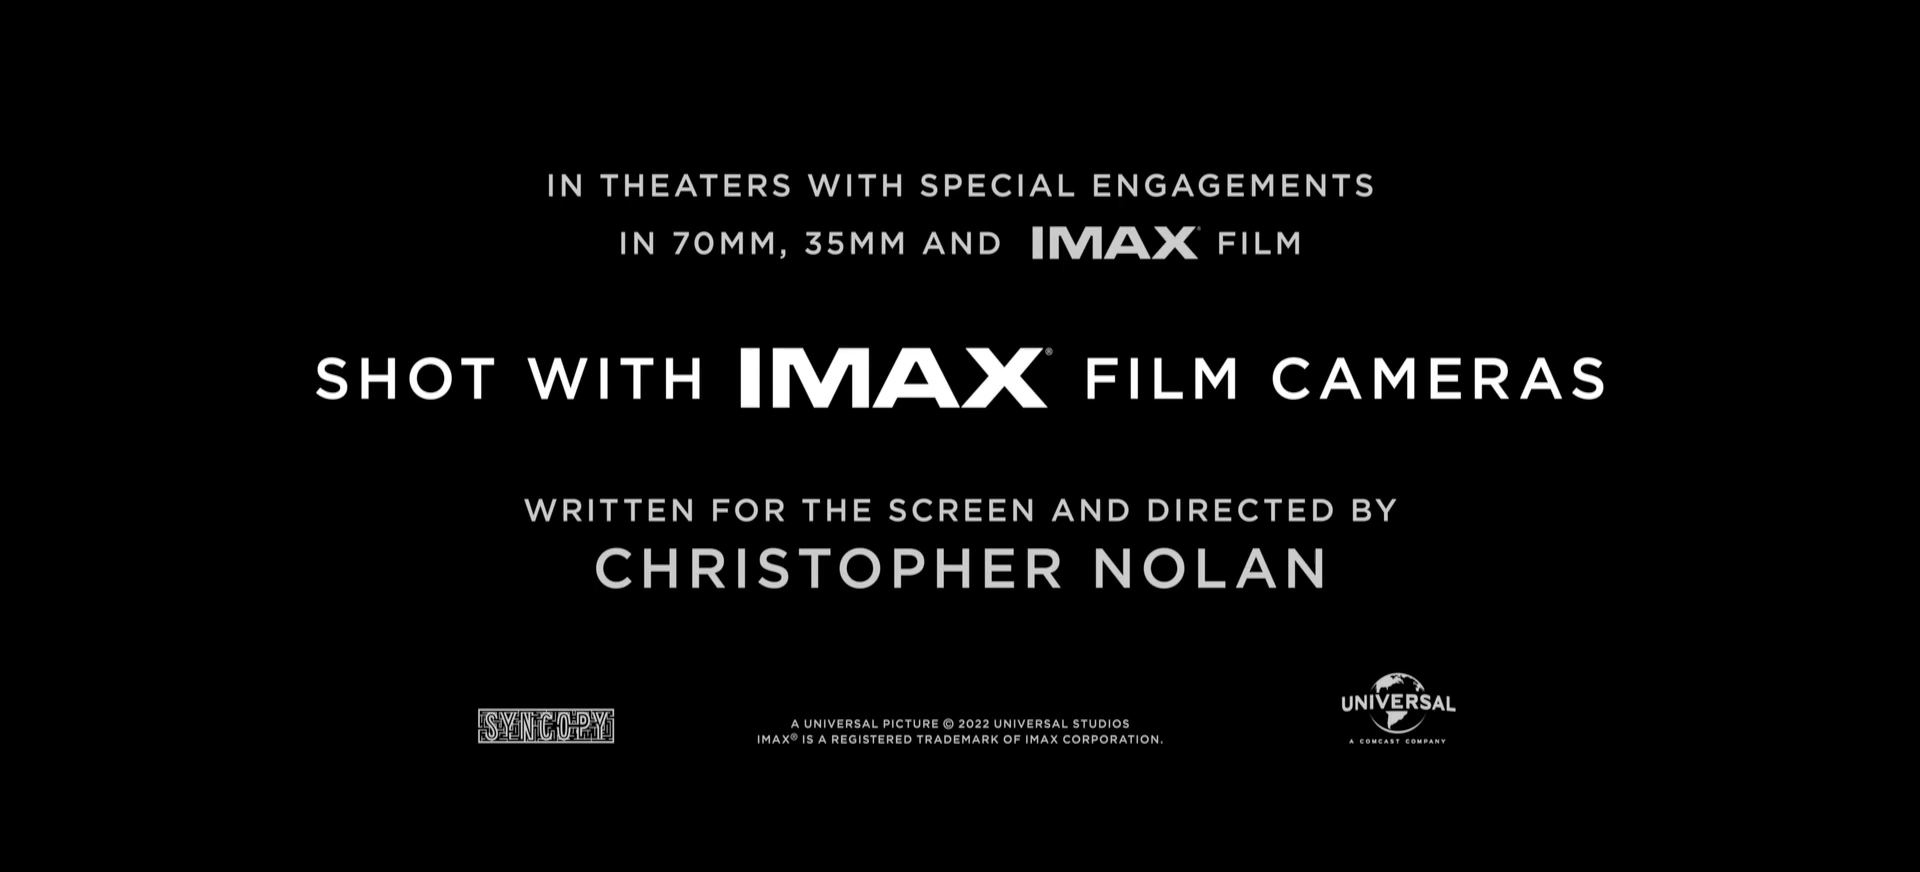 IN THEATERS WITH SPECIAL ENGAGEMENTS
IN 70MM, 35MM AND IMAX® FILM
SHOT WITH IMAX® FILM CAMERAS
WRITTEN FOR THE SCREEN AND DIRECTED BY
CHRISTOPHER NOLAN
SYNCOPY
A UNIVERSAL PICTURE © 2022 UNIVERSAL STUDIOS
IMAX® IS A REGISTERED TRADEMARK OF IMAX CORPORATION.
UNIVERSAL
A COMCAST COMPANY